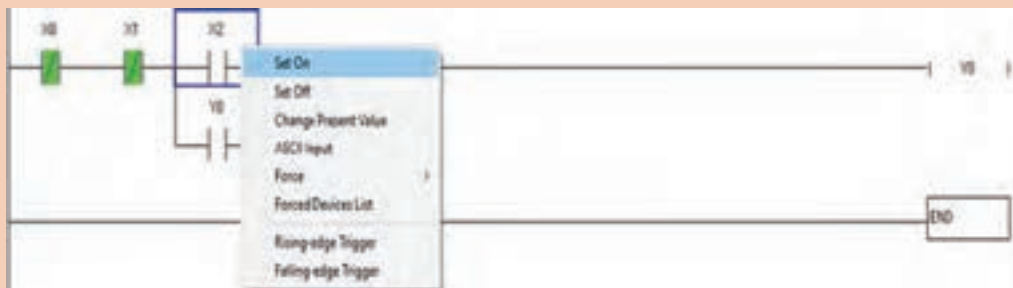 X0 X1 X2
Set On
Y0
Set Off
Y0
Change Present Value
ASCII Input
Force
Forced Devices List
END
Rising-edge Trigger
Falling-edge Trigger